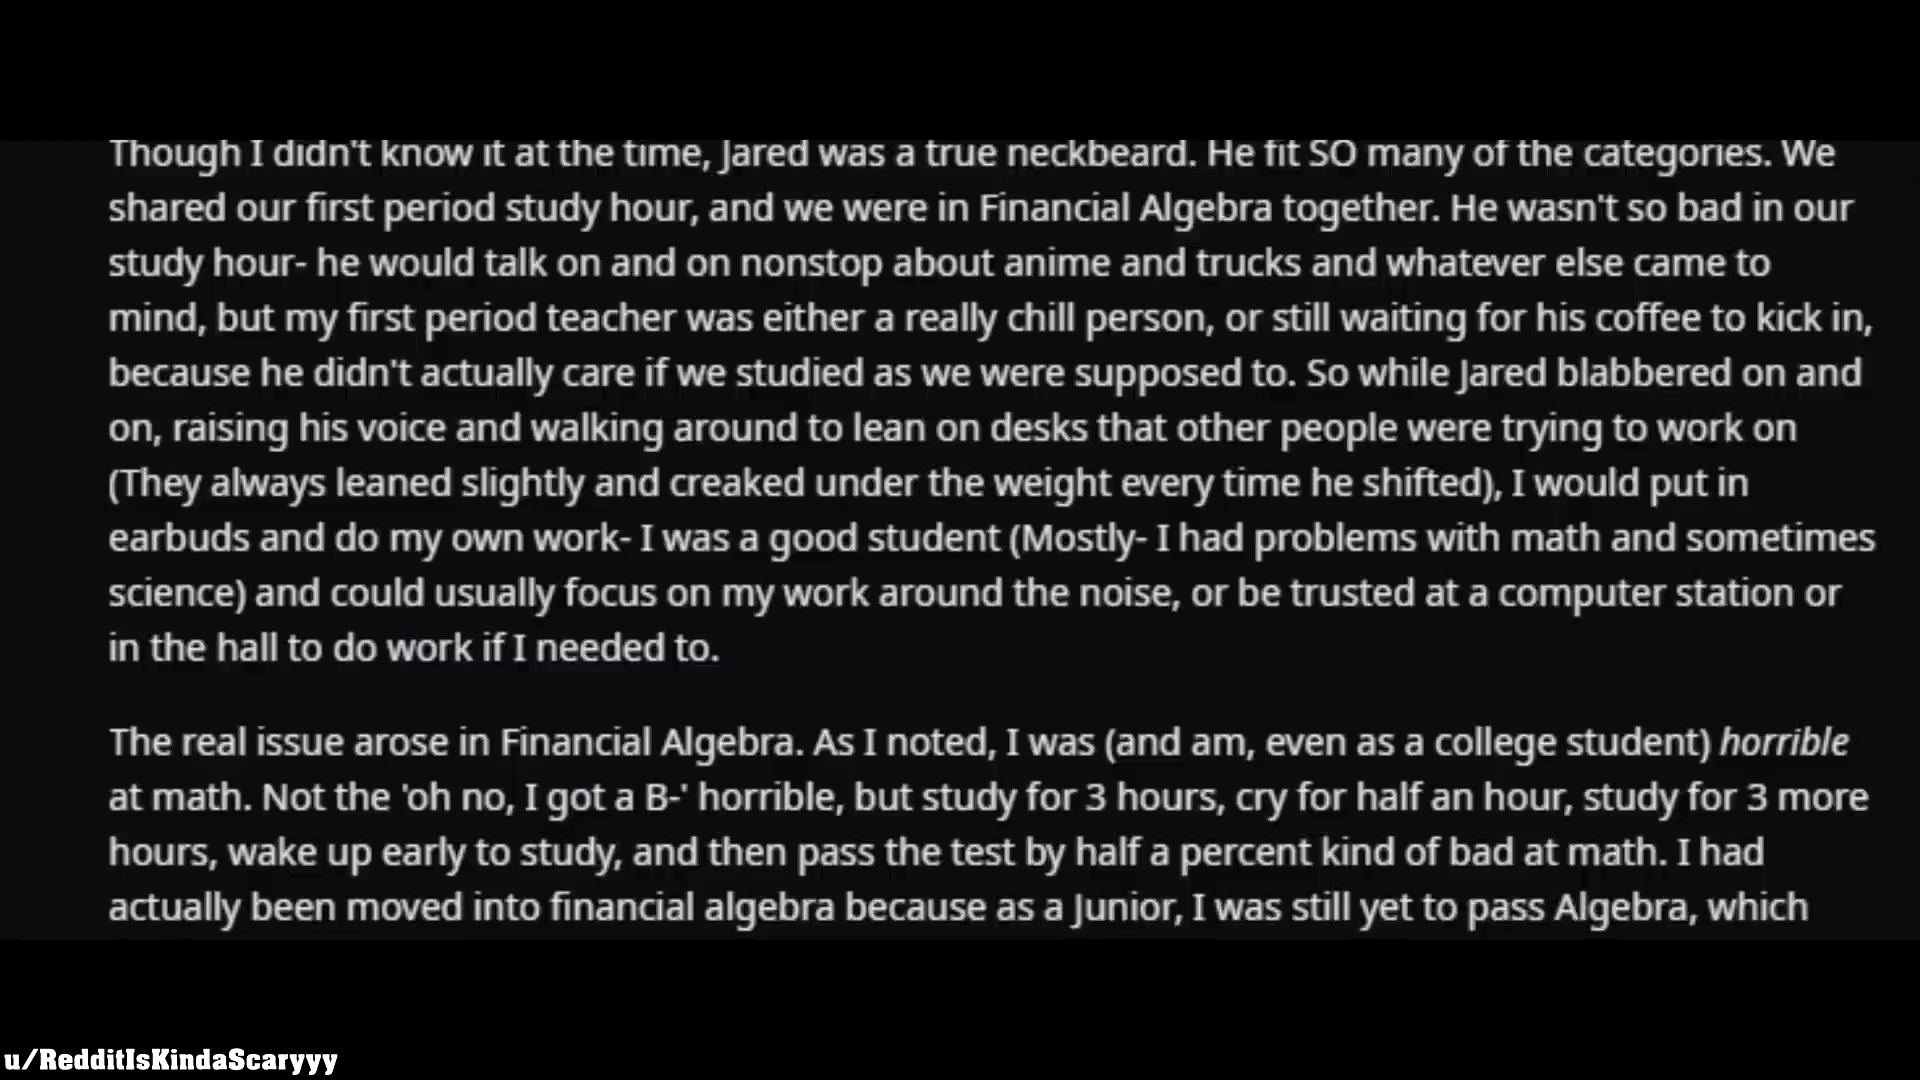 Though I didn't know it at the time, Jared was a true neckbeard. He fit SO many of the categories. We
shared our first period study hour, and we were in Financial Algebra together. He wasn't so bad in our
study hour- he would talk on and on nonstop about anime and trucks and whatever else came to
mind, but my first period teacher was either a really chill person, or still waiting for his coffee to kick in,
because he didn't actually care if we studied as we were supposed to. So while Jared blabbered on and
on, raising his voice and walking around to lean on desks that other people were trying to work on
(They always leaned slightly and creaked under the weight every time he shifted), I would put in
earbuds and do my own work- I was a good student (Mostly- I had problems with math and sometimes
science) and could usually focus on my work around the noise, or be trusted at a computer station or
in the hall to do work if I needed to.
The real issue arose in Financial Algebra. As I noted, I was (and am, even as a college student) horrible
at math. Not the 'oh no, I got a B-' horrible, but study for 3 hours, cry for half an hour, study for 3 more
hours, wake up early to study, and then pass the test by half a percent kind of bad at math. I had
actually been moved into financial algebra because as a Junior, I was still yet to pass Algebra, which
u/RedditIsKindaScaryyy